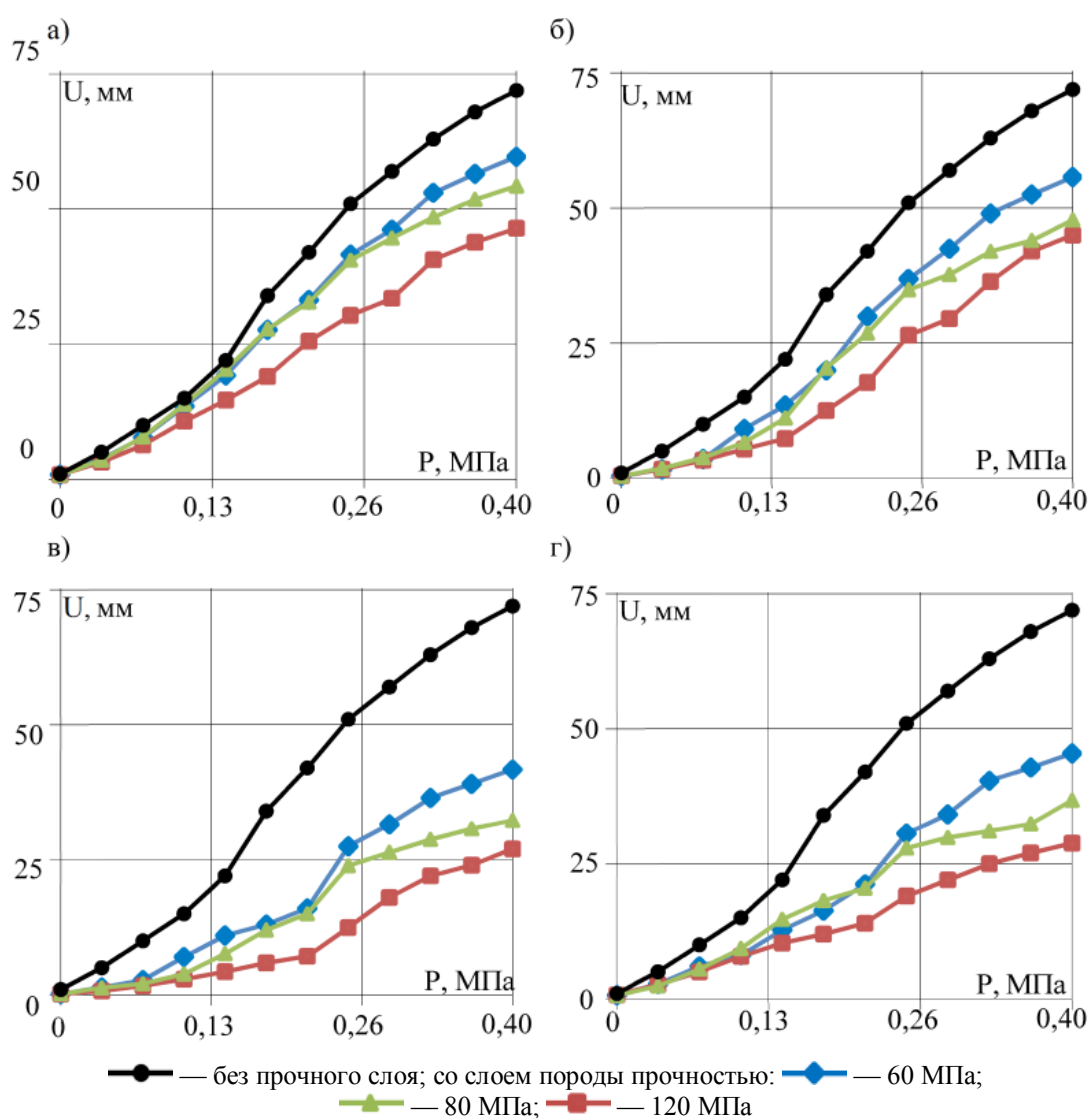 а) б)
75 75
U, мм U, мм
50 50
25 25
0 P, МПа 0 P, МПа
0 0,13 0,26 0,40 0 0,13 0,26 0,40
в) г)
75 75
U, мм U, мм
50 50
25 25
0 P, МПа 0 P, МПа
0 0,13 0,26 0,40 0 0,13 0,26 0,40
— без прочного слоя; со слоем породы прочностью: — 60 МПа;
— 80 МПа; — 120 МПа